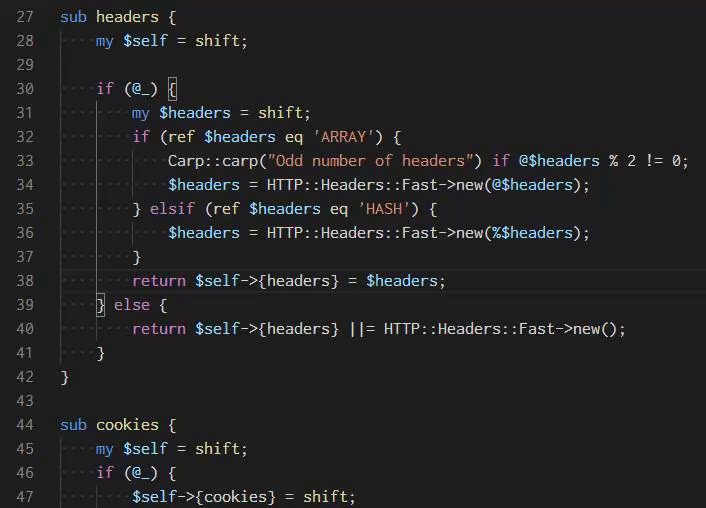 27 sub headers {
28     my $self = shift;
29
30     if (@_) {
31         my $headers = shift;
32         if (ref $headers eq 'ARRAY') {
33             Carp::carp("Odd number of headers") if @$headers % 2 != 0;
34             $headers = HTTP::Headers::Fast->new(@$headers);
35         } elsif (ref $headers eq 'HASH') {
36             $headers = HTTP::Headers::Fast->new(%$headers);
37         }
38         return $self->{headers} = $headers;
39     } else {
40         return $self->{headers} ||= HTTP::Headers::Fast->new();
41     }
42 }
43
44 sub cookies {
45     my $self = shift;
46     if (@_) {
47         $self->{cookies} = shift;